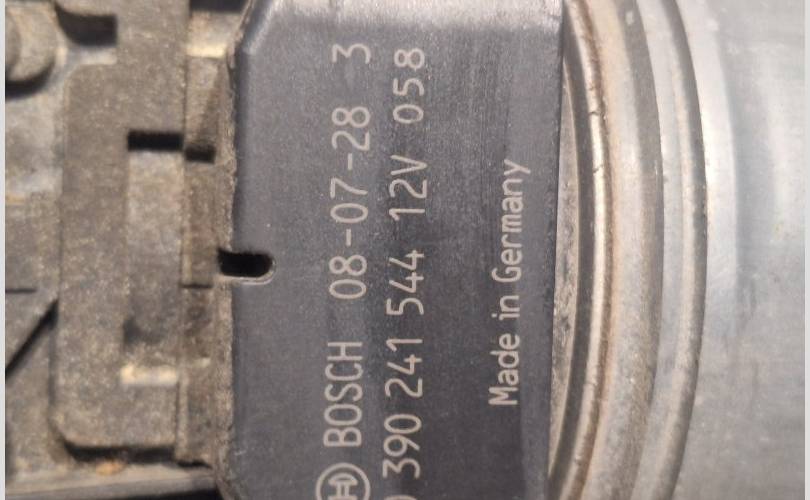 BOSCH 08-07-28 3
390 241 544 12V 058
Made in Germany